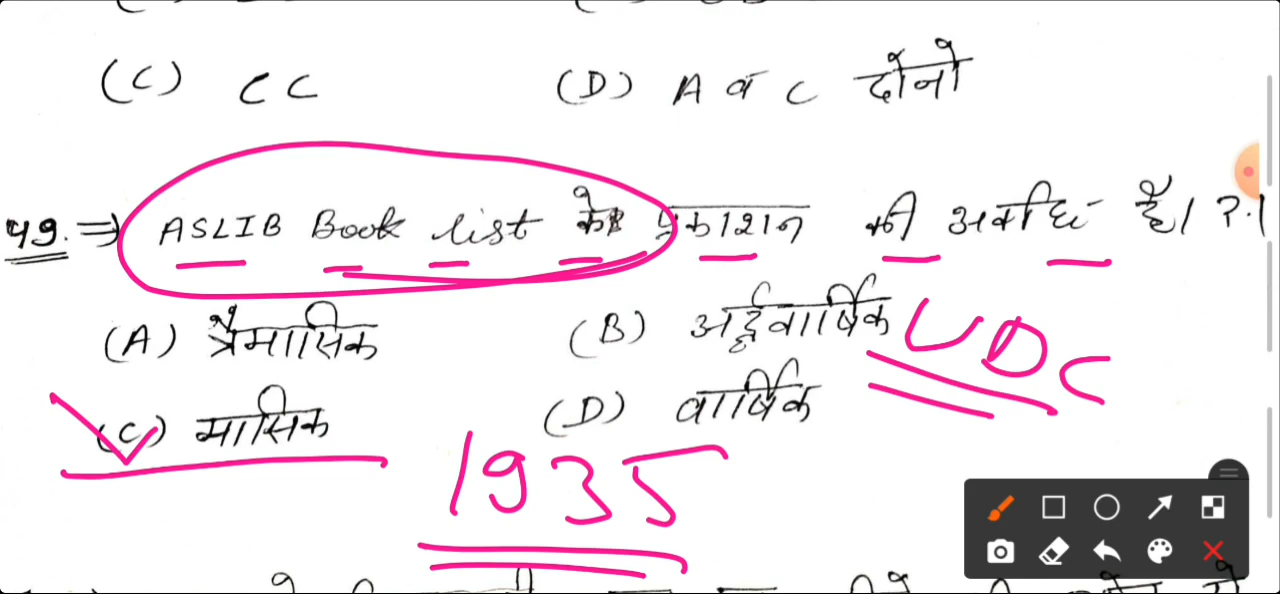 (C) CC (D) A व C दोनो
49. ⇒ ASLIB Book list के प्रकाशन की अवधि है। ?.।
(A) त्रैमासिक (B) अर्द्धवार्षिक UDC
(C) मासिक (D) वार्षिक
1935